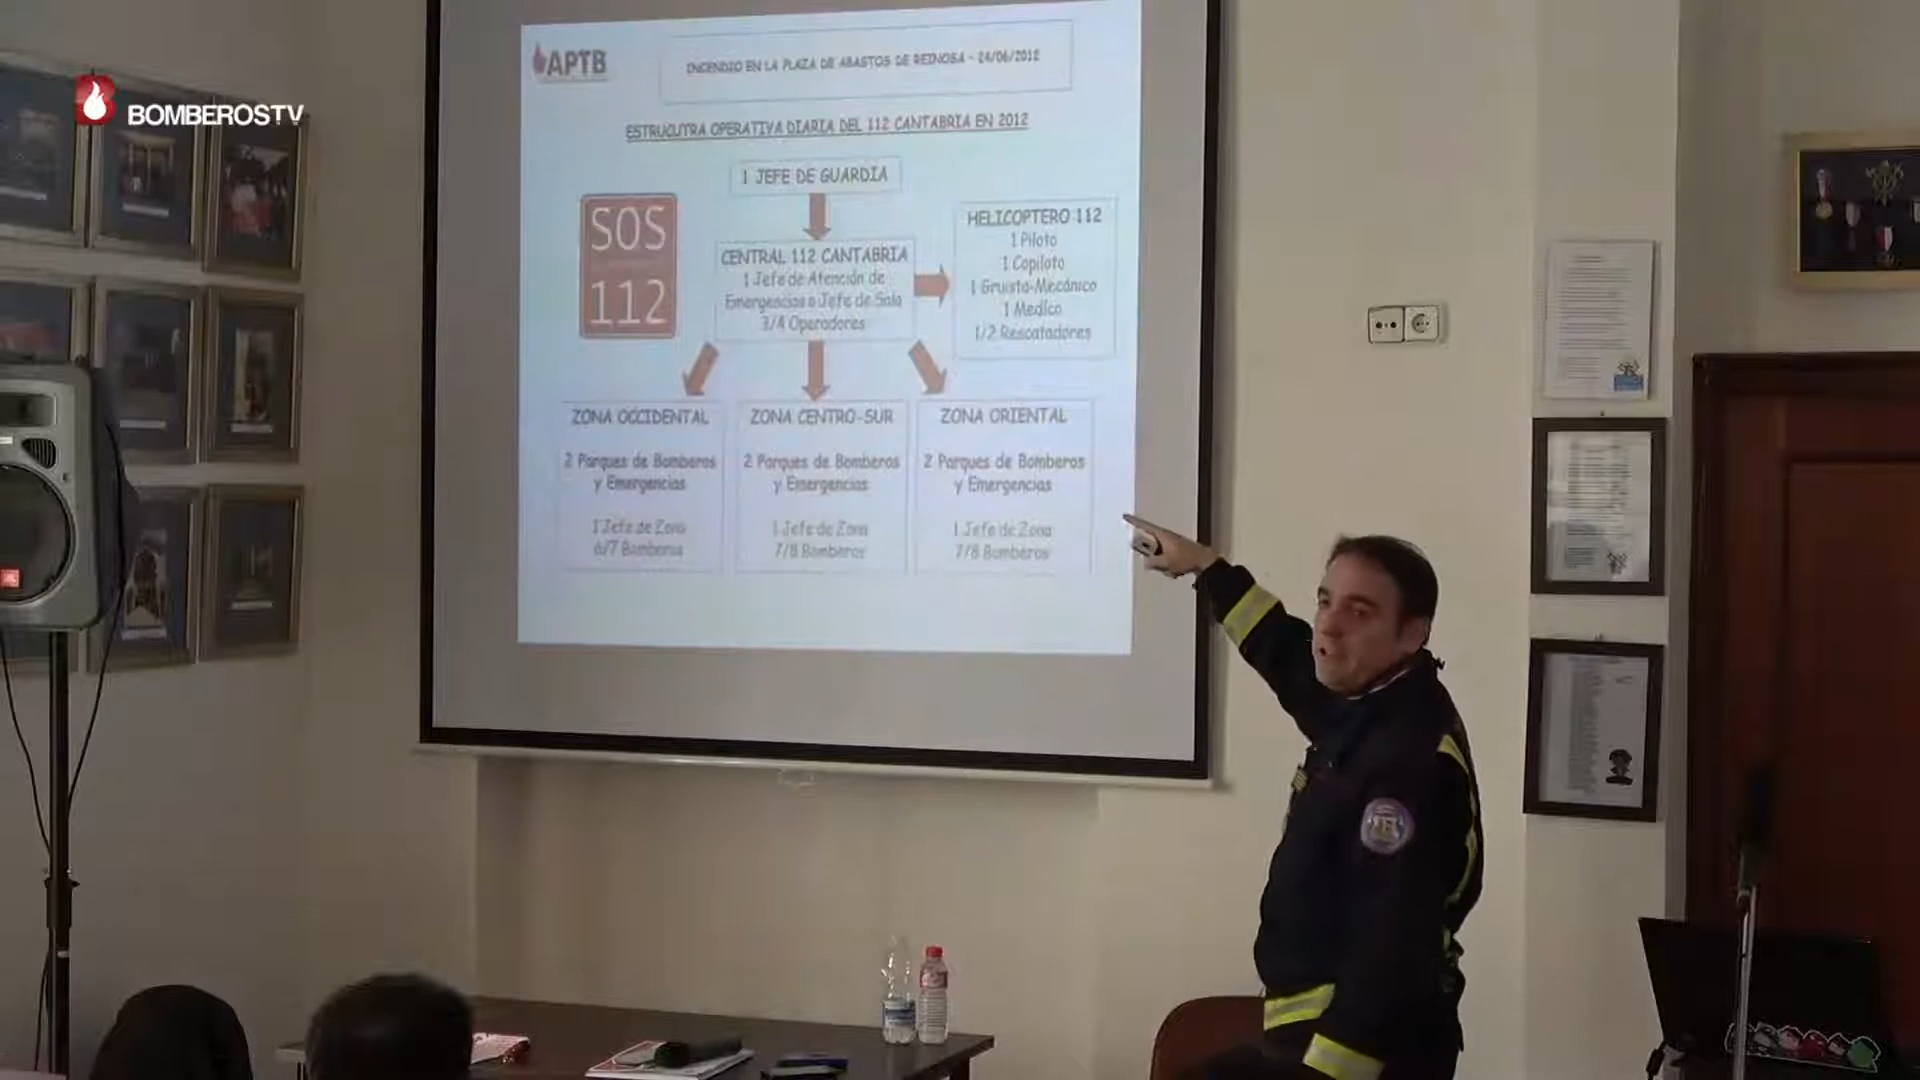 BOMBEROSTV
APTB
INCENDIO EN LA PLAZA DE ABASTOS DE REINOSA - 24/06/2012
ESTRUCUTRA OPERATIVA DIARIA DEL 112 CANTABRIA EN 2012
1 JEFE DE GUARDIA
SOS
112
CENTRAL 112 CANTABRIA
1 Jefe de Atención de
Emergencias o Jefe de Sala
3/4 Operadores
HELICOPTERO 112
1 Piloto
1 Copiloto
1 Gruista-Mecánico
1 Medico
1/2 Rescatadores
ZONA OCCIDENTAL
2 Parques de Bomberos
y Emergencias
1 Jefe de Zona
6/7 Bomberos
ZONA CENTRO-SUR
2 Parques de Bomberos
y Emergencias
1 Jefe de Zona
7/8 Bomberos
ZONA ORIENTAL
2 Parques de Bomberos
y Emergencias
1 Jefe de Zona
7/8 Bomberos
JBL